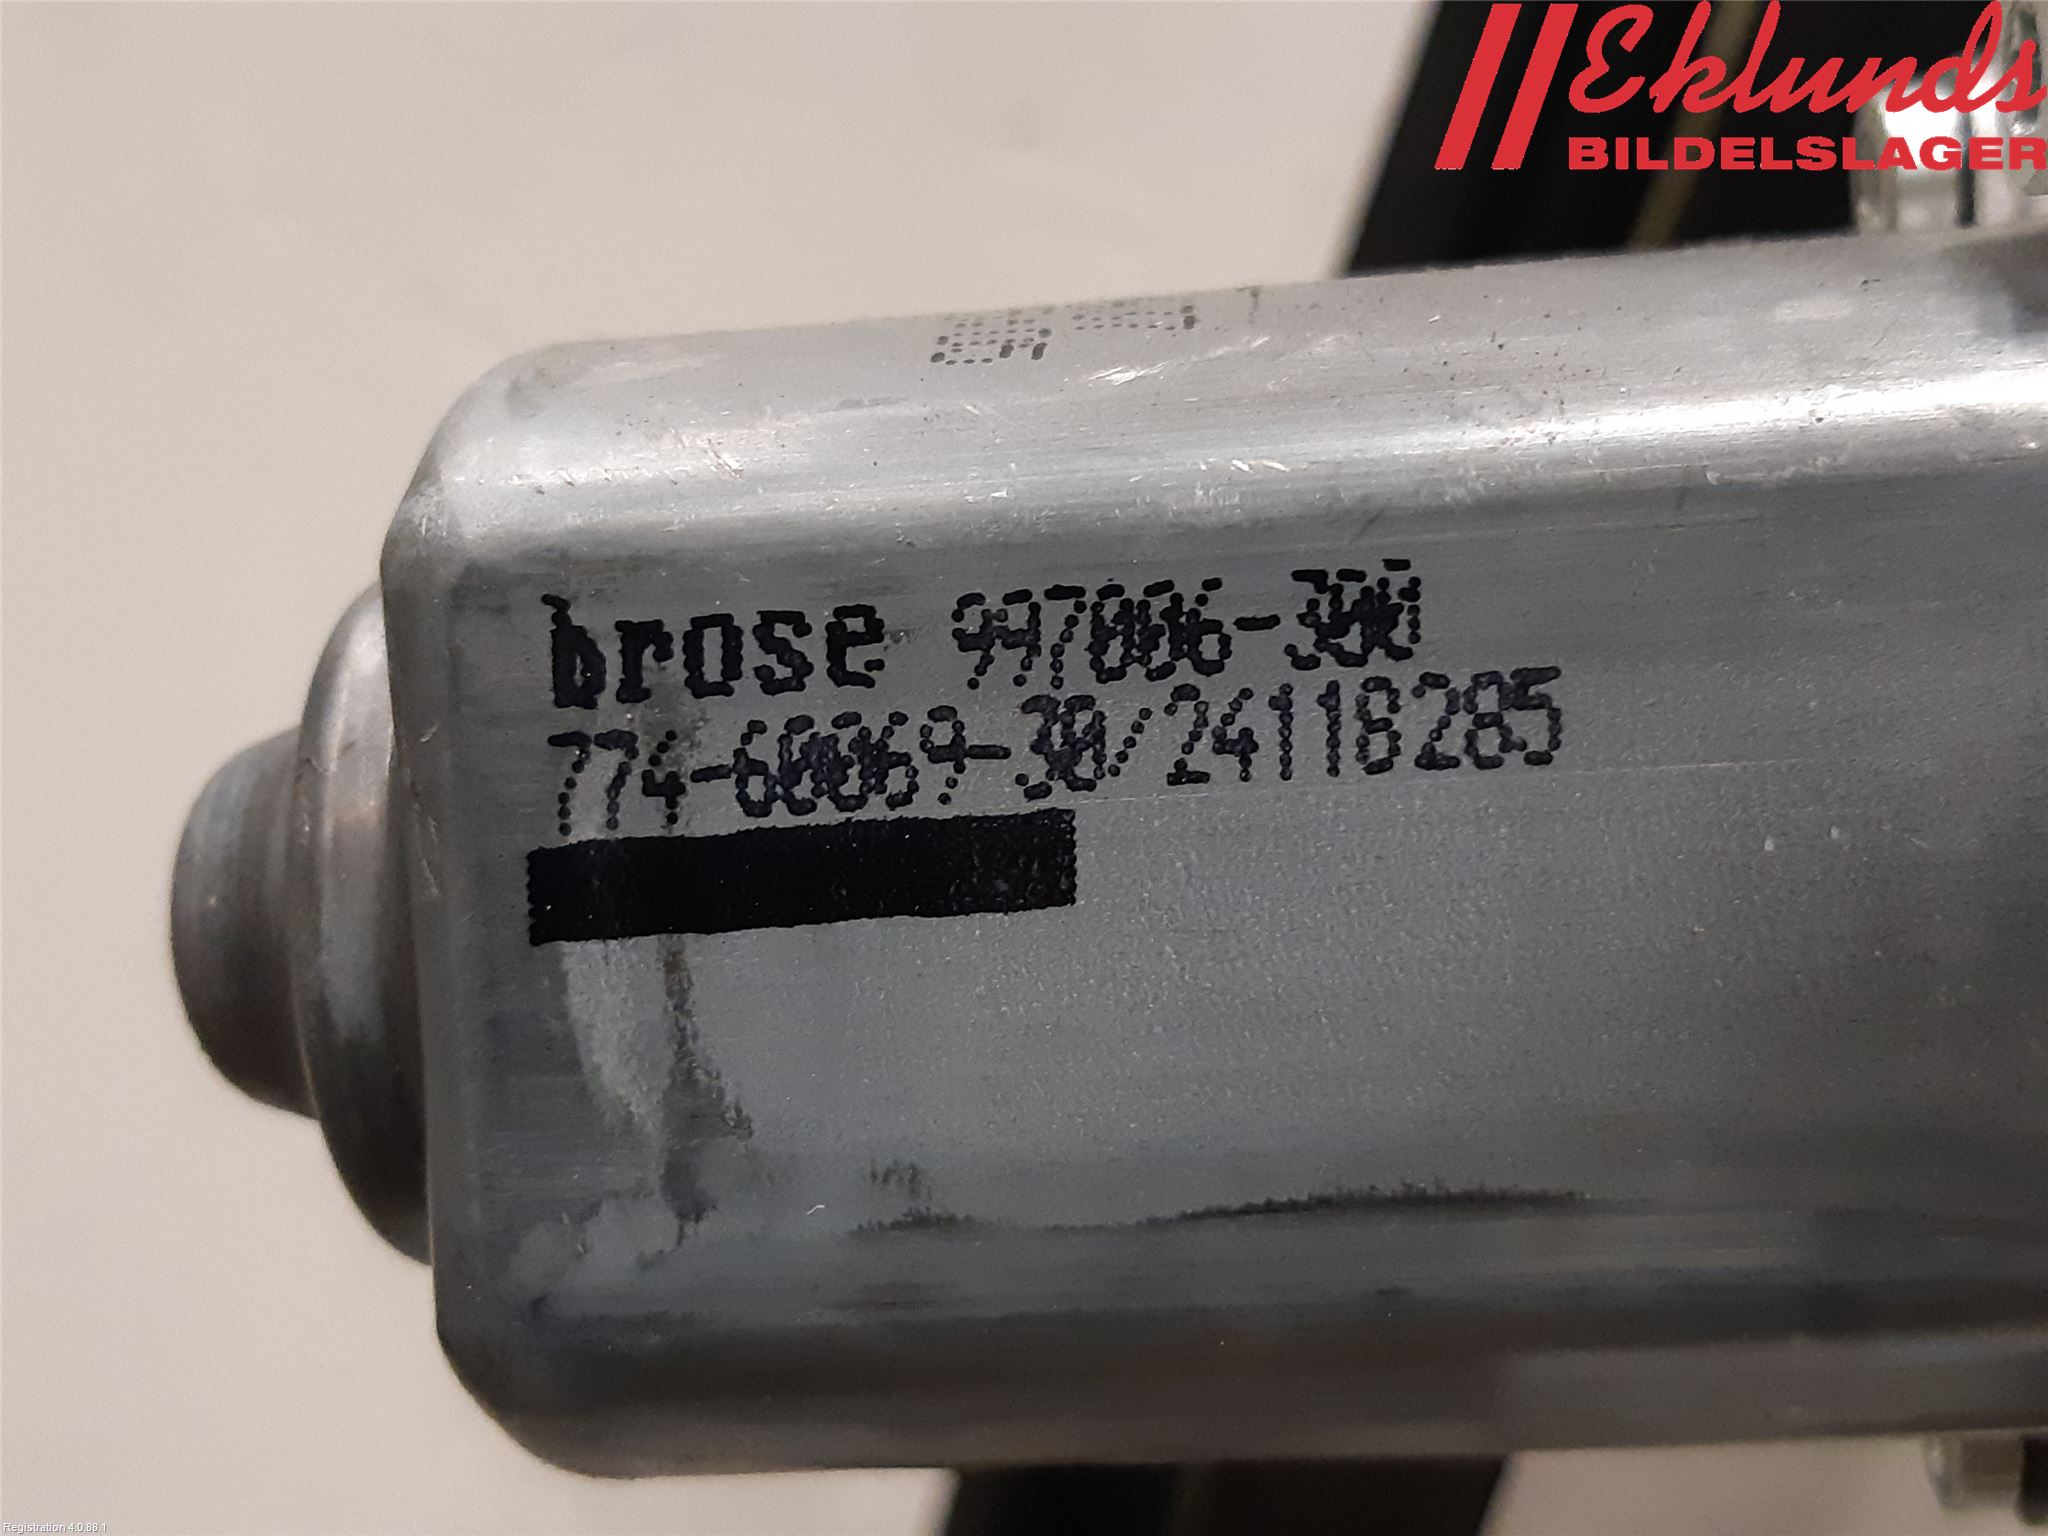 Eklunds
BILDELSLAGER
brose 997006-300
774-60069-30/24118285
Registration 4.0.88.1